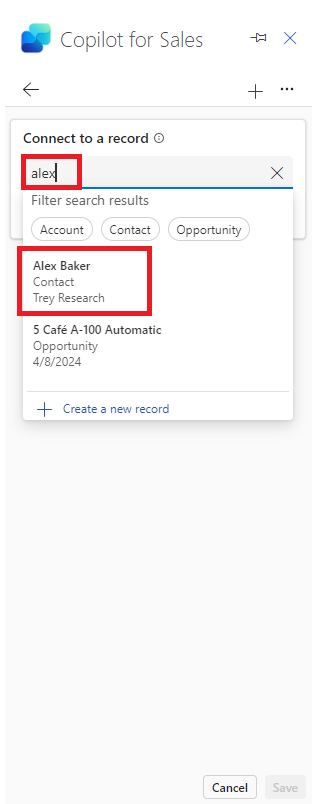 Copilot for Sales
Connect to a record
alex
Filter search results
Account Contact Opportunity
Alex Baker
Contact
Trey Research
5 Café A-100 Automatic
Opportunity
4/8/2024
Create a new record
Cancel Save